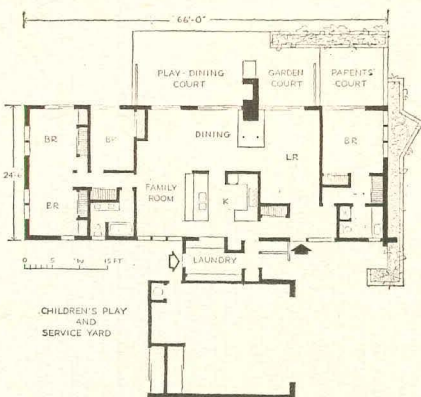 66'-0"
PLAY-DINING
COURT
GARDEN
COURT
PARENTS'
COURT
BR
BR
DINING
BR
LR
24'-6
FAMILY
ROOM
K
BR
LAUNDRY
0 5 10 15 FT
CHILDREN'S PLAY
AND
SERVICE YARD